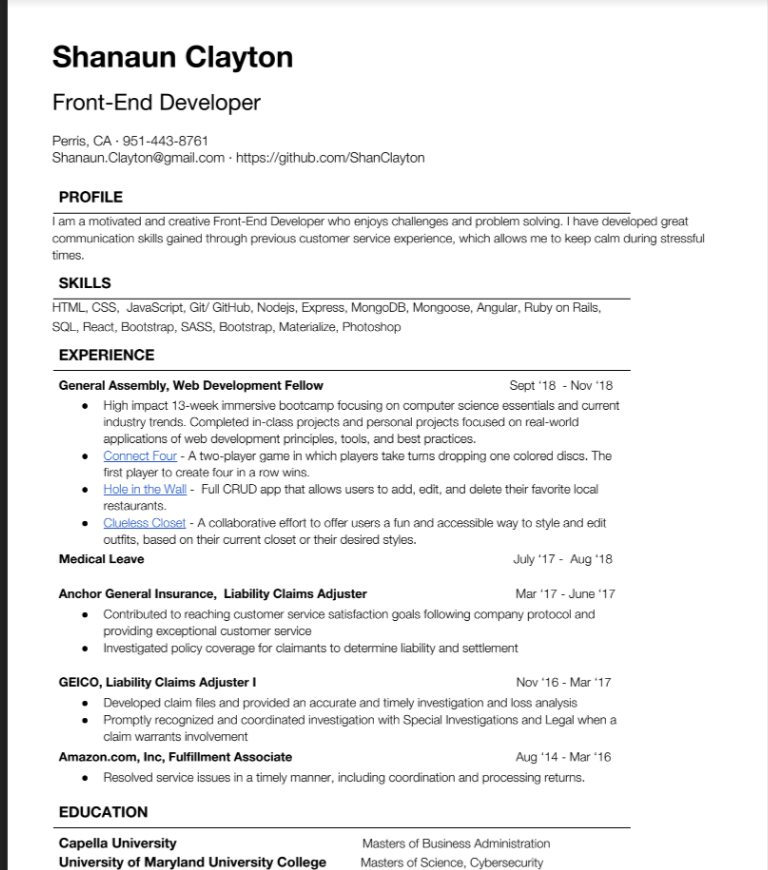 Shanaun Clayton
Front-End Developer
Perris, CA · 951-443-8761
Shanaun.Clayton@gmail.com · https://github.com/ShanClayton
PROFILE
I am a motivated and creative Front-End Developer who enjoys challenges and problem solving. I have developed great
communication skills gained through previous customer service experience, which allows me to keep calm during stressful
times.
SKILLS
HTML, CSS,  JavaScript, Git/ GitHub, Nodejs, Express, MongoDB, Mongoose, Angular, Ruby on Rails,
SQL, React, Bootstrap, SASS, Bootstrap, Materialize, Photoshop
EXPERIENCE
General Assembly, Web Development Fellow Sept ‘18  - Nov ‘18
● High impact 13-week immersive bootcamp focusing on computer science essentials and current
industry trends. Completed in-class projects and personal projects focused on real-world
applications of web development principles, tools, and best practices.
● Connect Four - A two-player game in which players take turns dropping one colored discs. The
first player to create four in a row wins.
● Hole in the Wall -  Full CRUD app that allows users to add, edit, and delete their favorite local
restaurants.
● Clueless Closet - A collaborative effort to offer users a fun and accessible way to style and edit
outfits, based on their current closet or their desired styles.
Medical Leave July ‘17 -  Aug ‘18
Anchor General Insurance,  Liability Claims Adjuster Mar ‘17 - June ‘17
● Contributed to reaching customer service satisfaction goals following company protocol and
providing exceptional customer service
● Investigated policy coverage for claimants to determine liability and settlement
GEICO, Liability Claims Adjuster I Nov ‘16 - Mar ‘17
● Developed claim files and provided an accurate and timely investigation and loss analysis
● Promptly recognized and coordinated investigation with Special Investigations and Legal when a
claim warrants involvement
Amazon.com, Inc, Fulfillment Associate Aug ‘14 - Mar ‘16
● Resolved service issues in a timely manner, including coordination and processing returns.
EDUCATION
Capella University Masters of Business Administration
University of Maryland University College Masters of Science, Cybersecurity